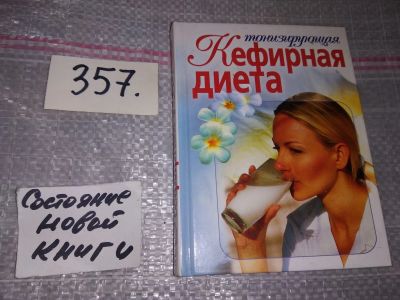 357.
Состояние
новой
книги
тонизирующая
Кефирная
диета